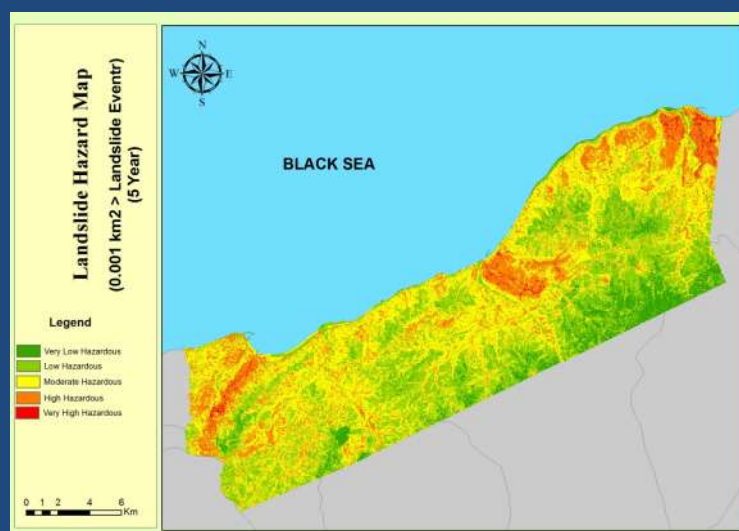 Landslide Hazard Map
(0.001 km2 > Landslide Eventr)
(5 Year)
N
W E
S
BLACK SEA
Legend
Very Low Hazardous
Low Hazardous
Moderate Hazardous
High Hazardous
Very High Hazardous
0 1 2 4 6
Km